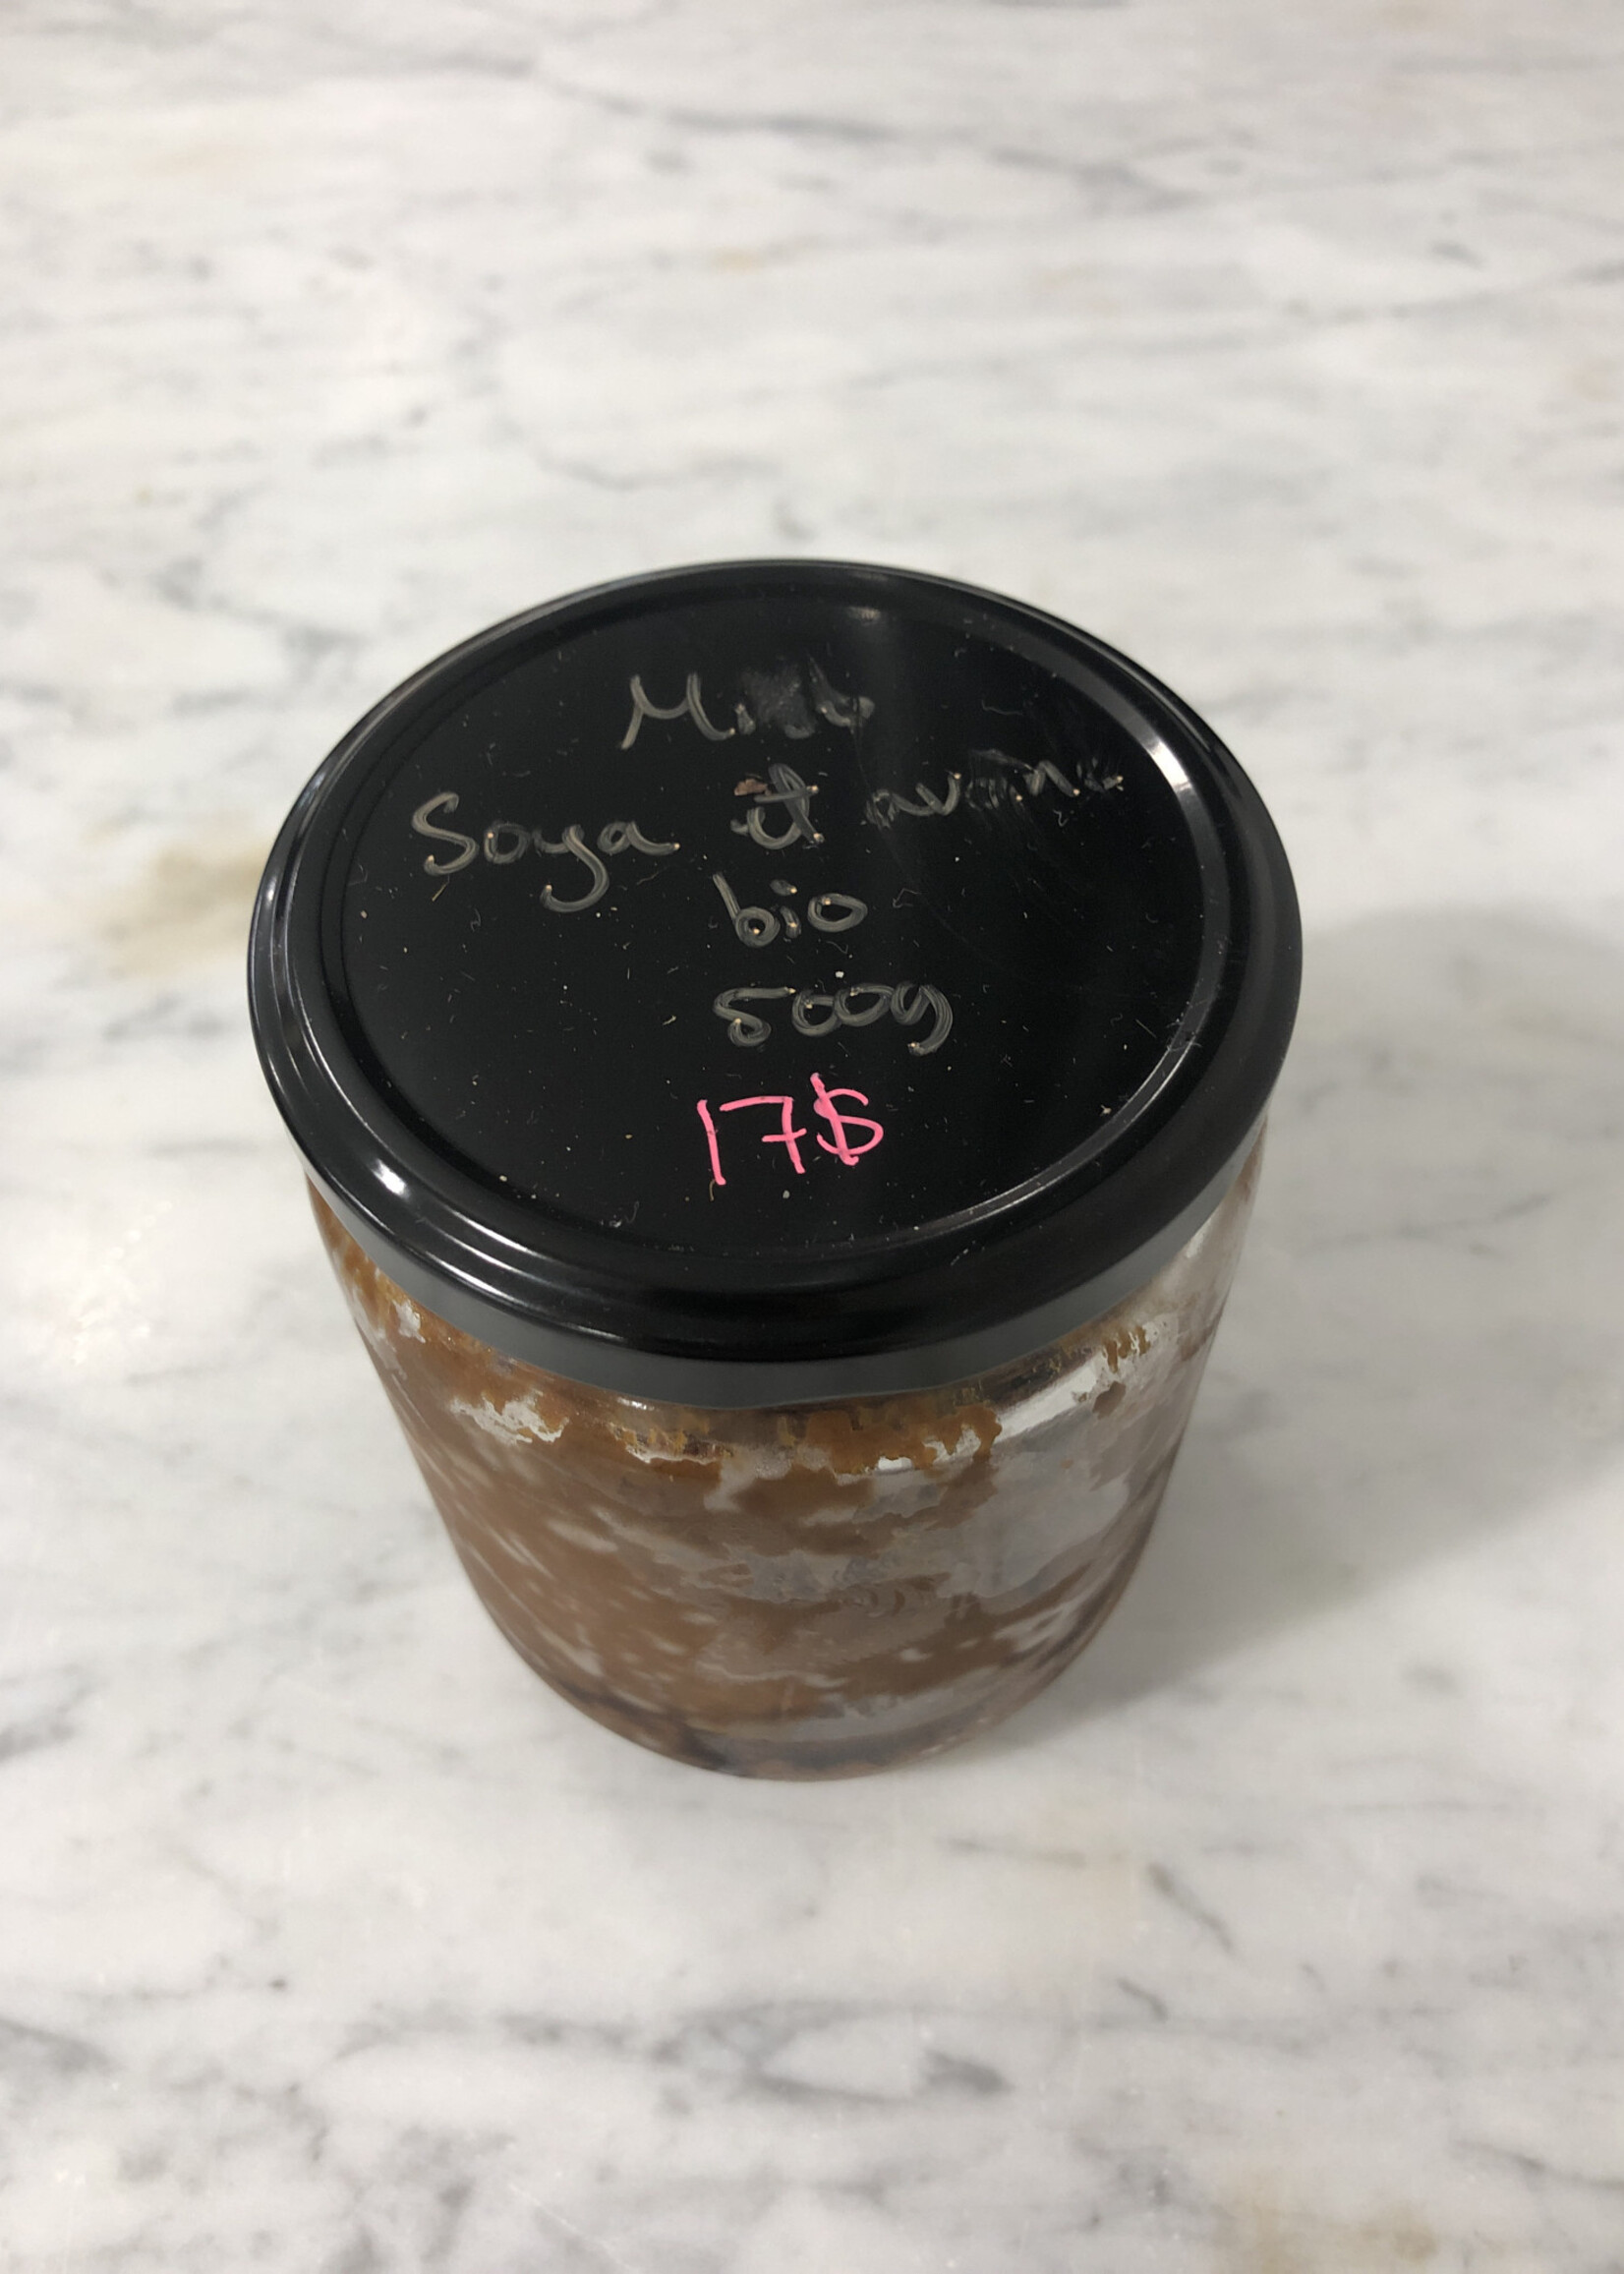 Soya et avoine
bio
500g
17$